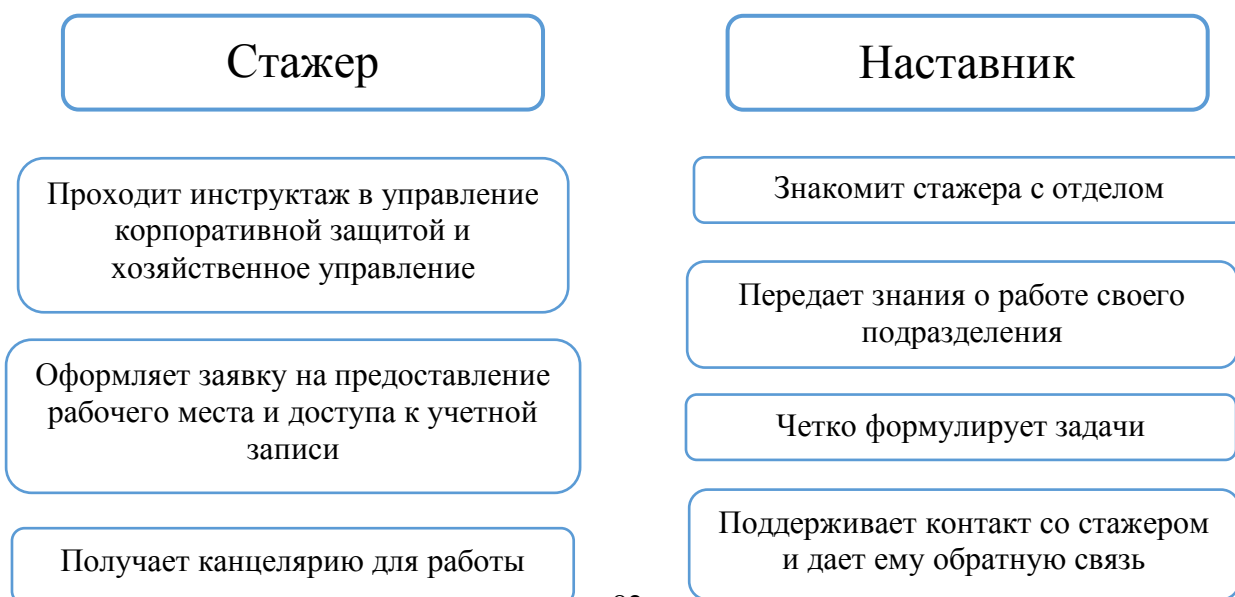 Стажер
Проходит инструктаж в управление
корпоративной защитой и
хозяйственное управление
Оформляет заявку на предоставление
рабочего места и доступа к учетной
записи
Получает канцелярию для работы
Наставник
Знакомит стажера с отделом
Передает знания о работе своего
подразделения
Четко формулирует задачи
Поддерживает контакт со стажером
и дает ему обратную связь